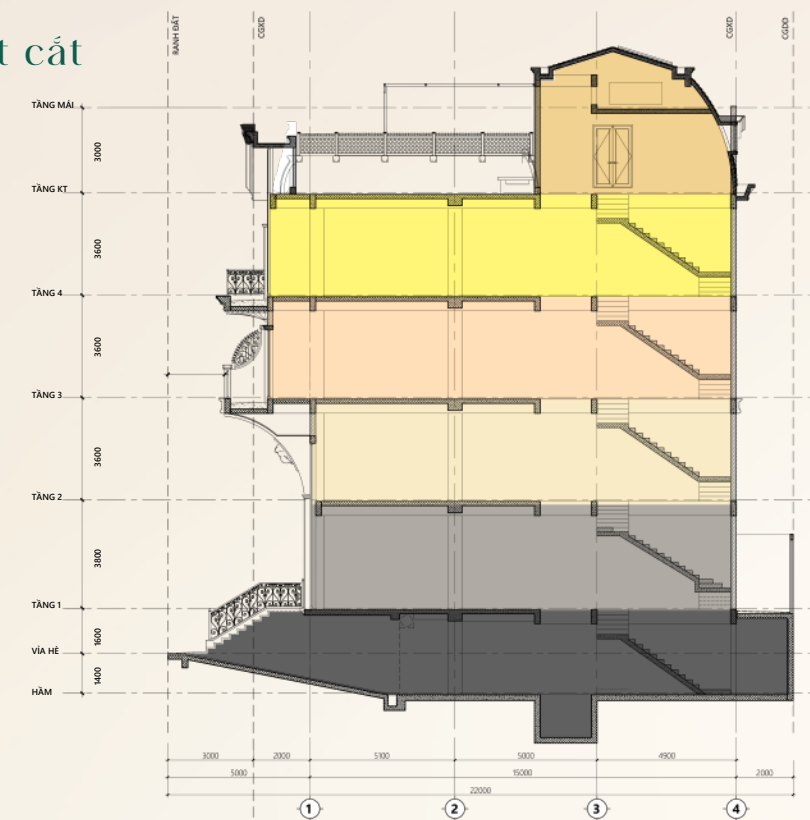 t cắt
RANH ĐẤT
CGXD
CGXD
CGDD
TẦNG MÁI
3000
TẦNG KT
3600
TẦNG 4
3600
TẦNG 3
3600
TẦNG 2
3800
TẦNG 1
1600
VỈA HÈ
1400
HẦM
3000 2000 5100 5000 4900
5000 15000 2000
22000
1 2 3 4